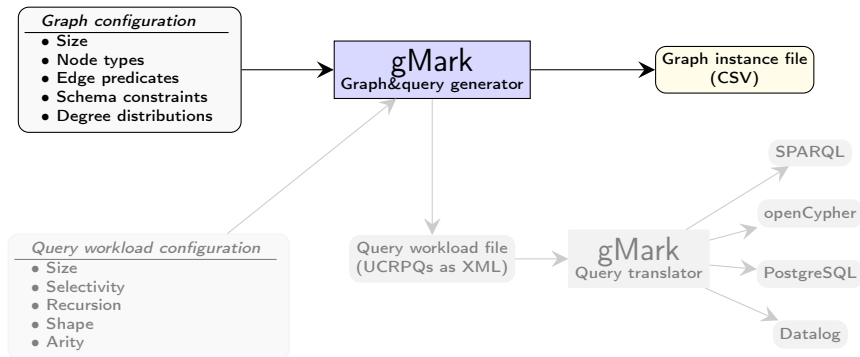 Graph configuration
• Size
• Node types
• Edge predicates
• Schema constraints
• Degree distributions
gMark
Graph&query generator
Graph instance file
(CSV)
Query workload configuration
• Size
• Selectivity
• Recursion
• Shape
• Arity
Query workload file
(UCRPQs as XML)
gMark
Query translator
SPARQL
openCypher
PostgreSQL
Datalog